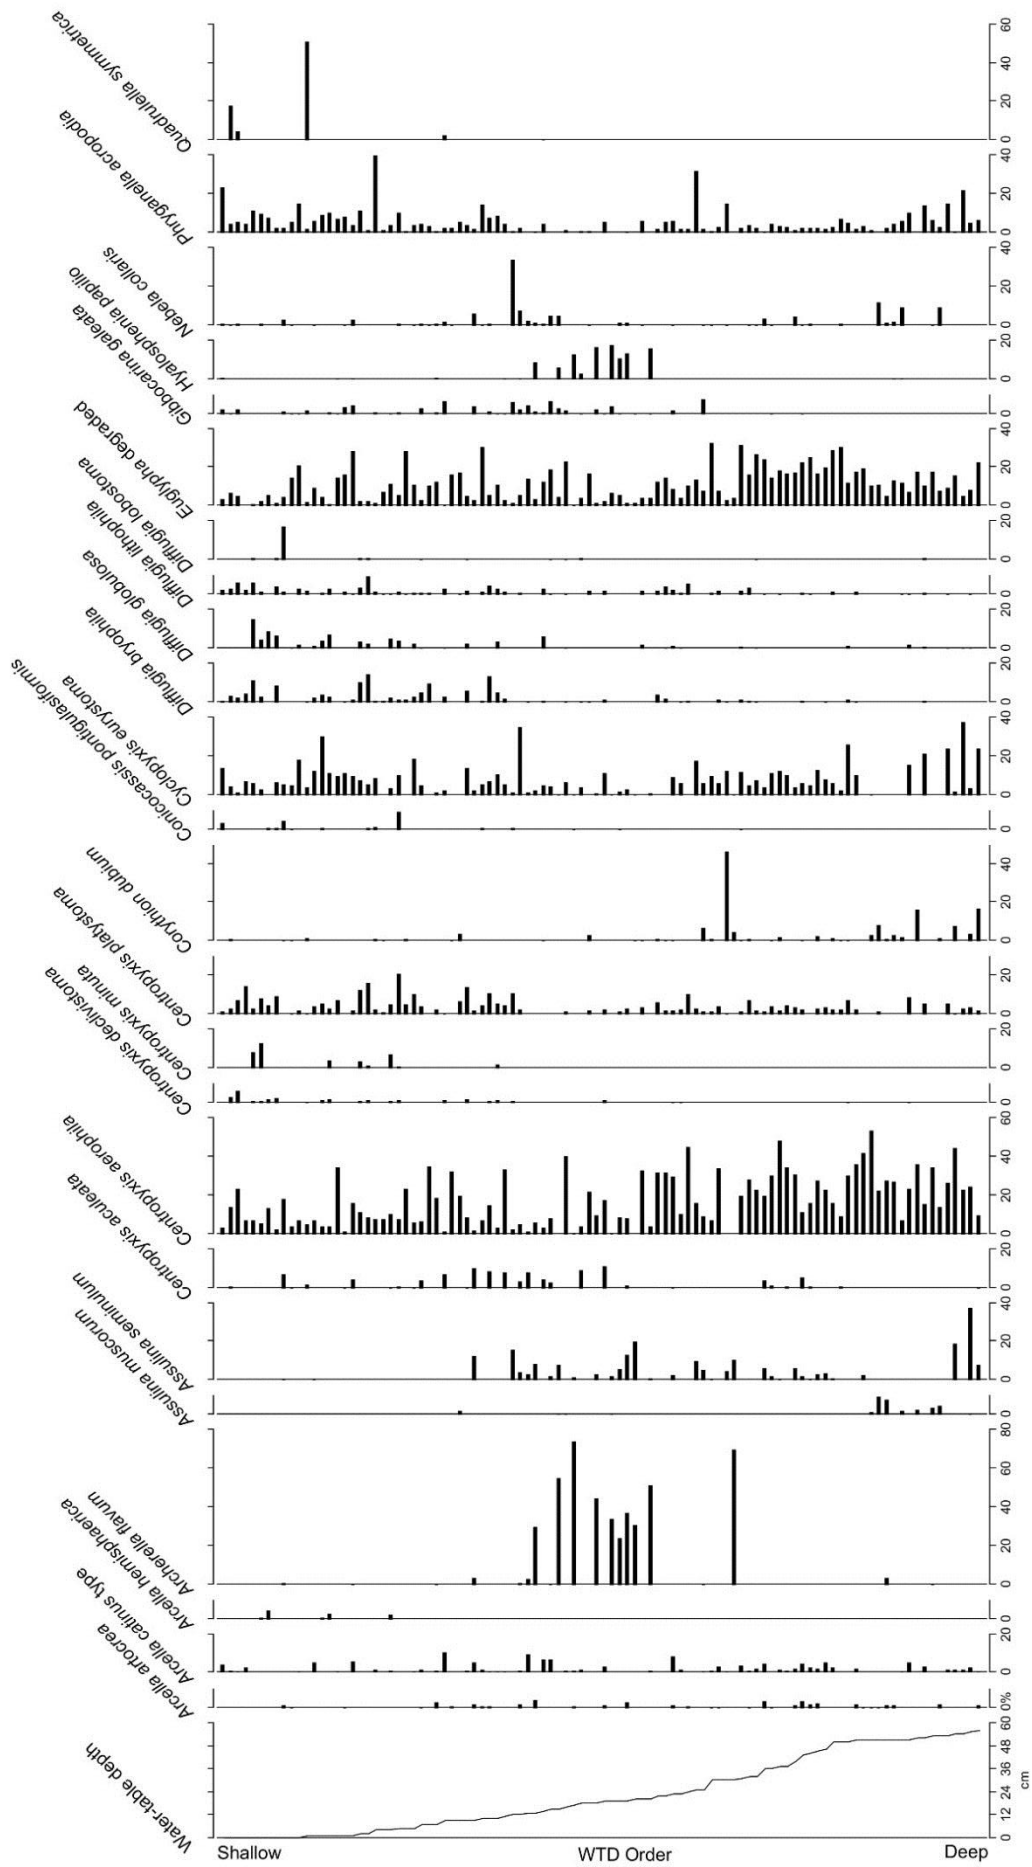 Quadrulella symmetrica
0 20 40 60
Phryganella acropodia
0 20 40
Nebela collaris
0 20 40
Hyalosphenia papilio
0 20
Gibbocarina galeata
0
Euglypha degraded
0 20 40
Difflugia lobostoma
0 20
Difflugia lithophila
0
Difflugia globulosa
0 20
Difflugia bryophila
0 20
Cyclopyxis eurystoma
0 20 40
Conicocassis pontigulasiformis
0
Corythion dubium
0 20 40
Centropyxis platystoma
0 20
Centropyxis minuta
0 20
Centropyxis declivistoma
0
Centropyxis aerophila
0 20 40 60
Centropyxis aculeata
0 20
Assulina seminulum
0 20 40
Assulina muscorum
0
Archerella flavum
0 20 40 60 80
Arcella hemisphaerica
0
Arcella catinus type
0 20
Arcella artocrea
0%
Water-table depth
0 12 24 36 48 60
cm
Shallow WTD Order Deep